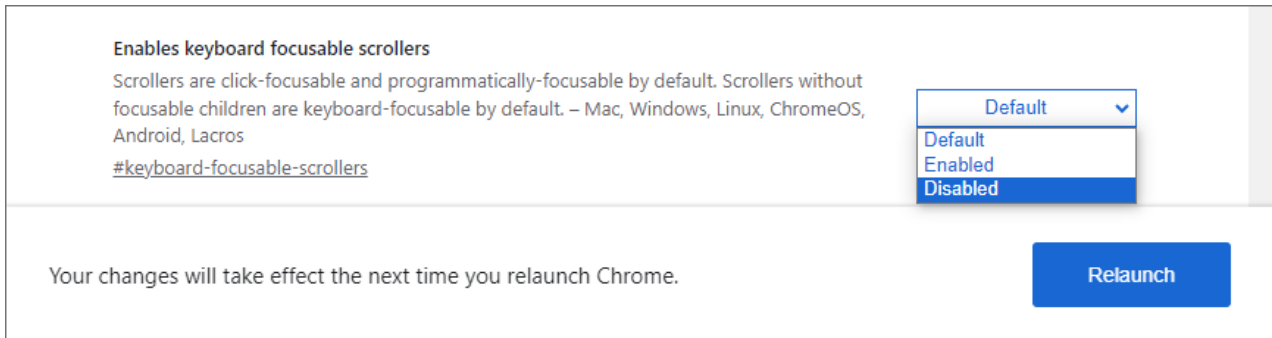 Enables keyboard focusable scrollers
Scrollers are click-focusable and programmatically-focusable by default. Scrollers without
focusable children are keyboard-focusable by default. – Mac, Windows, Linux, ChromeOS,
Android, Lacros
#keyboard-focusable-scrollers
Default
Default
Enabled
Disabled
Your changes will take effect the next time you relaunch Chrome.
Relaunch